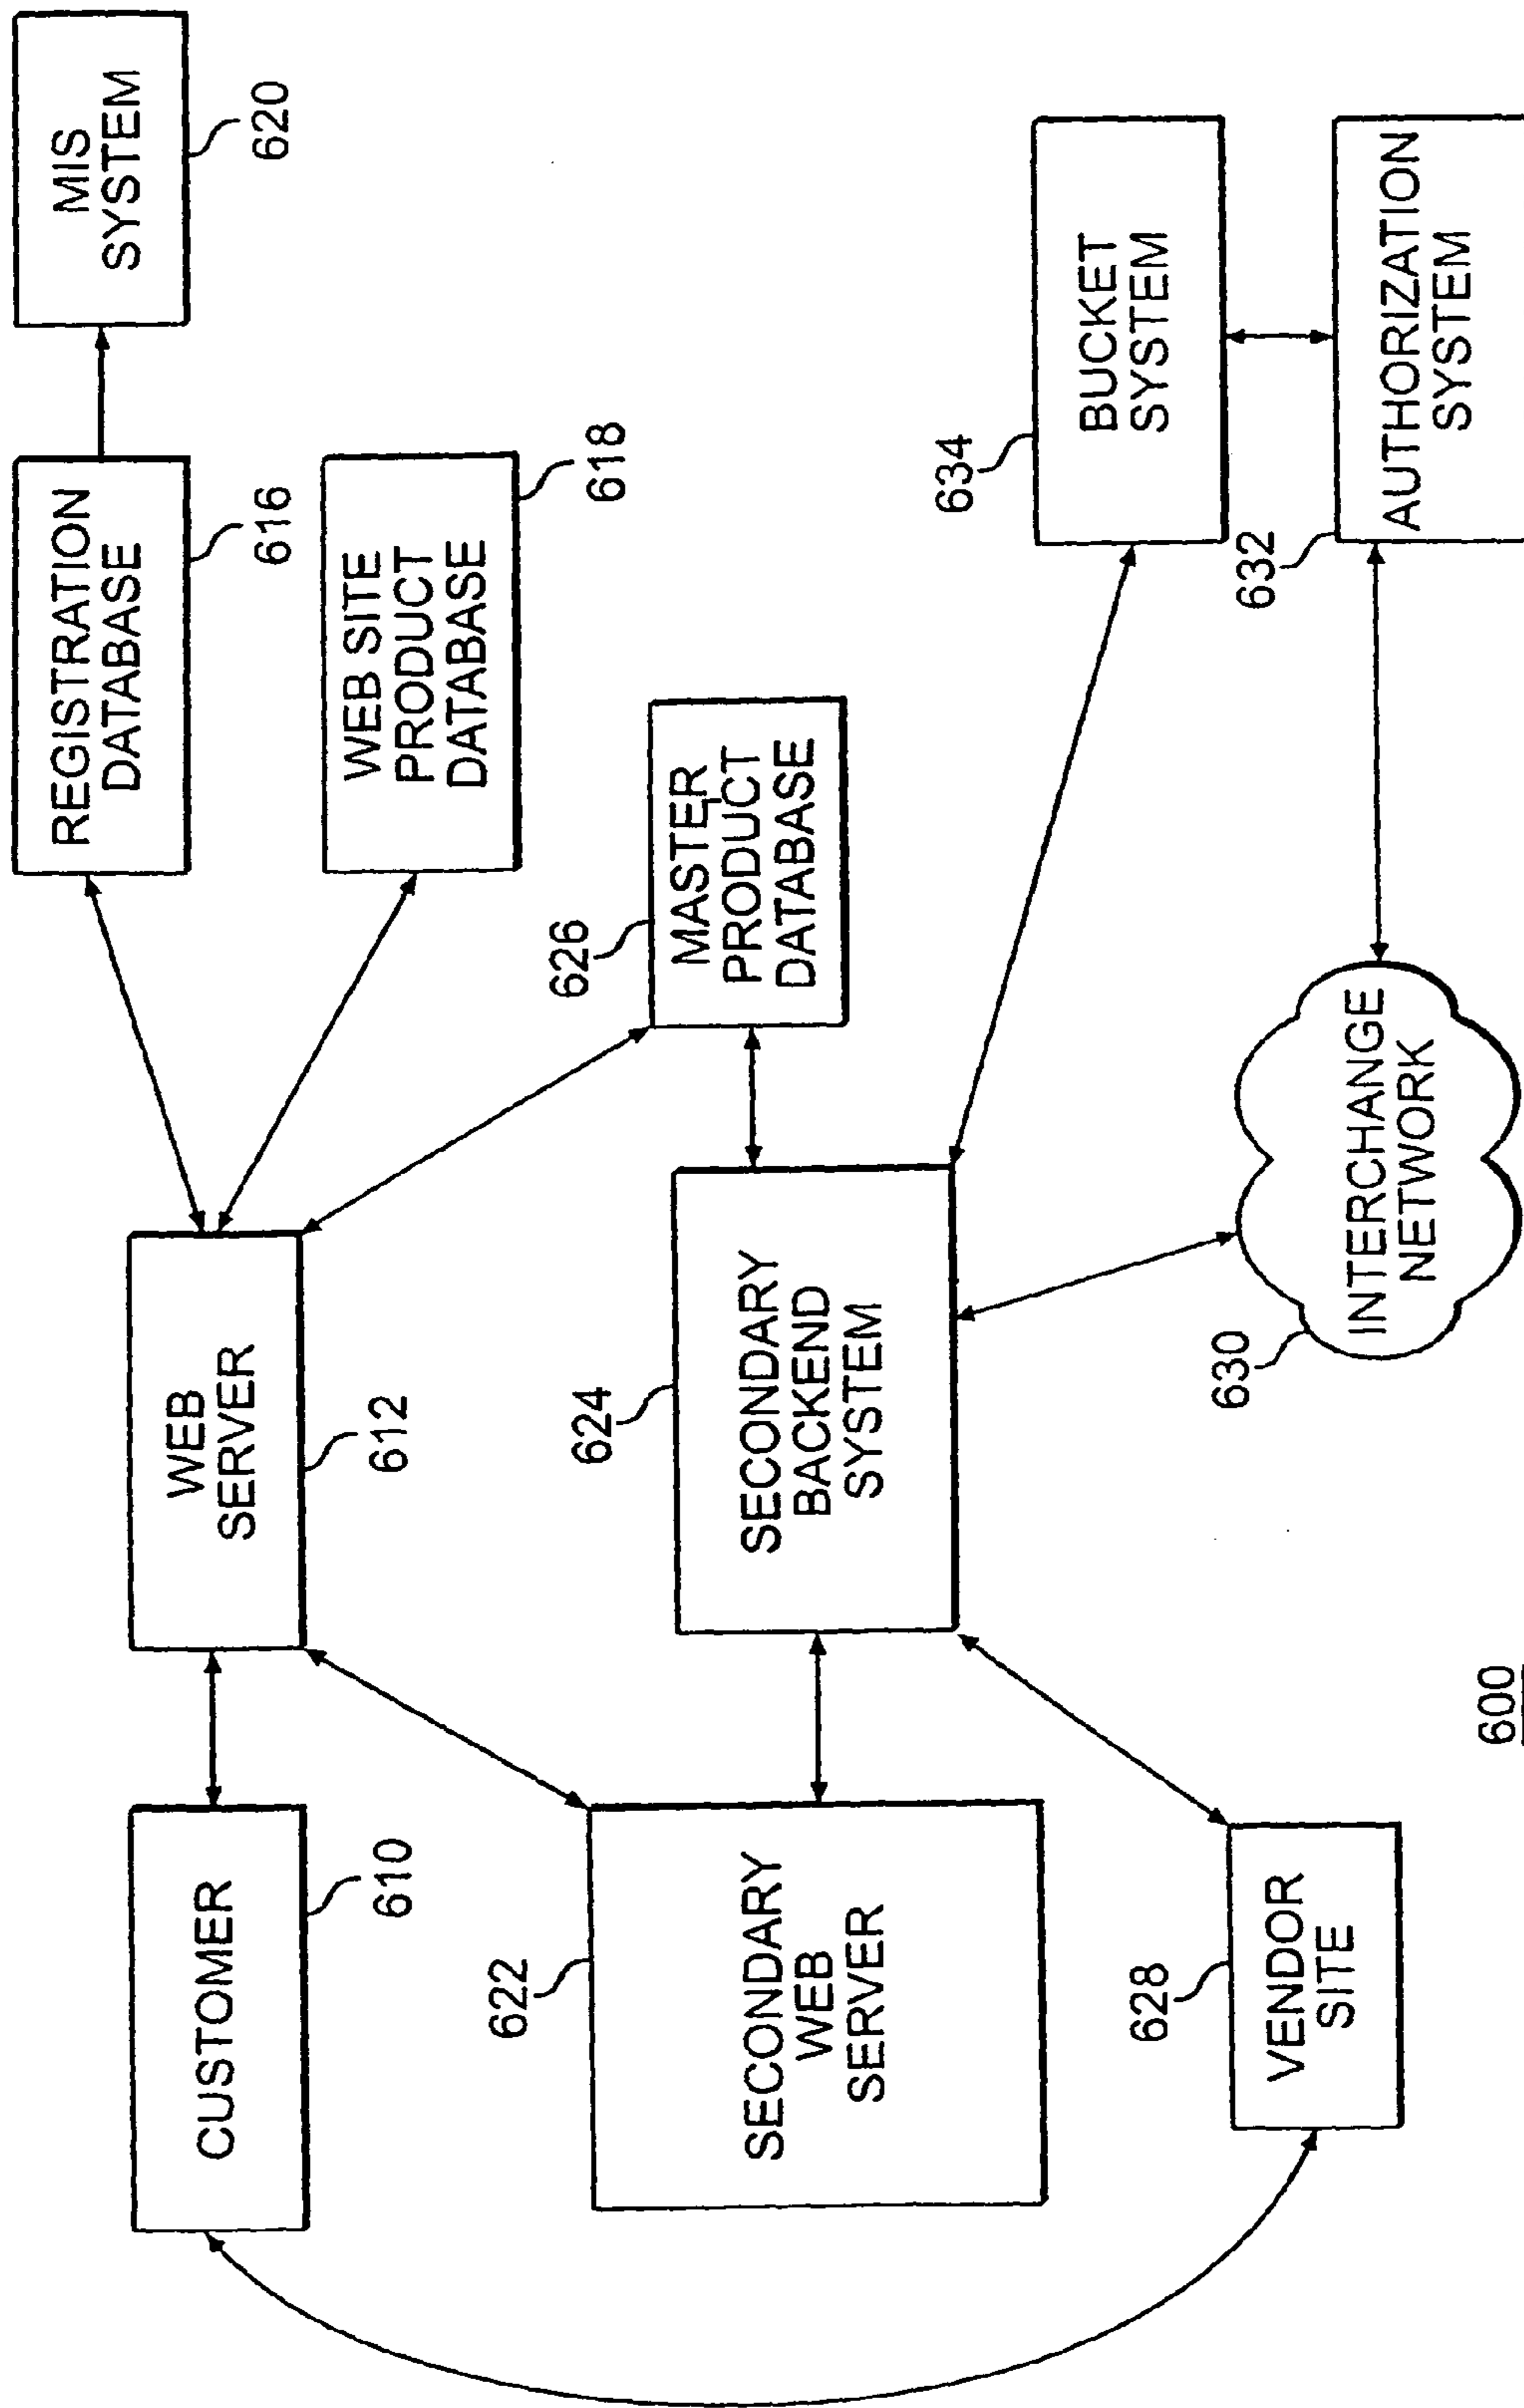 CUSTOMER
610
WEB
SERVER
612
REGISTRATION
DATABASE
616
MIS
SYSTEM
620
WEB SITE
PRODUCT
DATABASE
618
622
SECONDARY
WEB
SERVER
624
SECONDARY
BACKEND
SYSTEM
626
MASTER
PRODUCT
DATABASE
628
VENDOR
SITE
630
INTERCHANGE
NETWORK
634
BUCKET
SYSTEM
632
AUTHORIZATION
SYSTEM
600